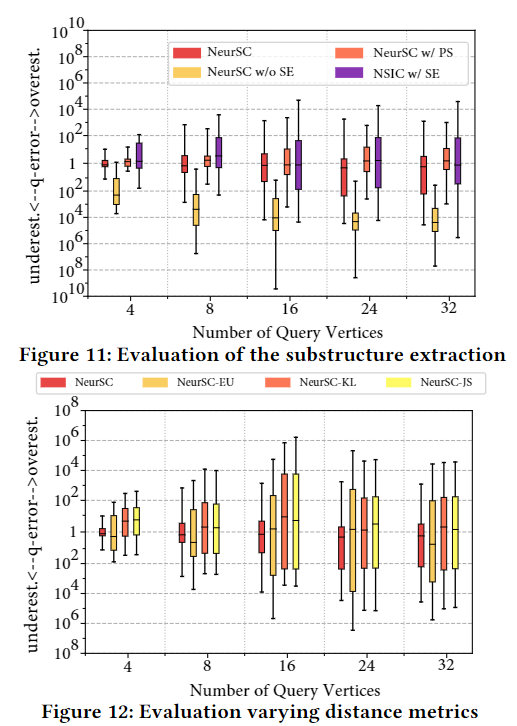 10^10
10^8
10^6
10^4
10^2
1
10^2
10^4
10^6
10^8
10^10
underest.<--q-error-->overest.
NeurSC
NeurSC w/o SE
NeurSC w/ PS
NSIC w/ SE
4 8 16 24 32
Number of Query Vertices
Figure 11: Evaluation of the substructure extraction
NeurSC NeurSC-EU NeurSC-KL NeurSC-JS
10^8
10^6
10^4
10^2
1
10^2
10^4
10^6
10^8
underest.<--q-error-->overest.
4 8 16 24 32
Number of Query Vertices
Figure 12: Evaluation varying distance metrics